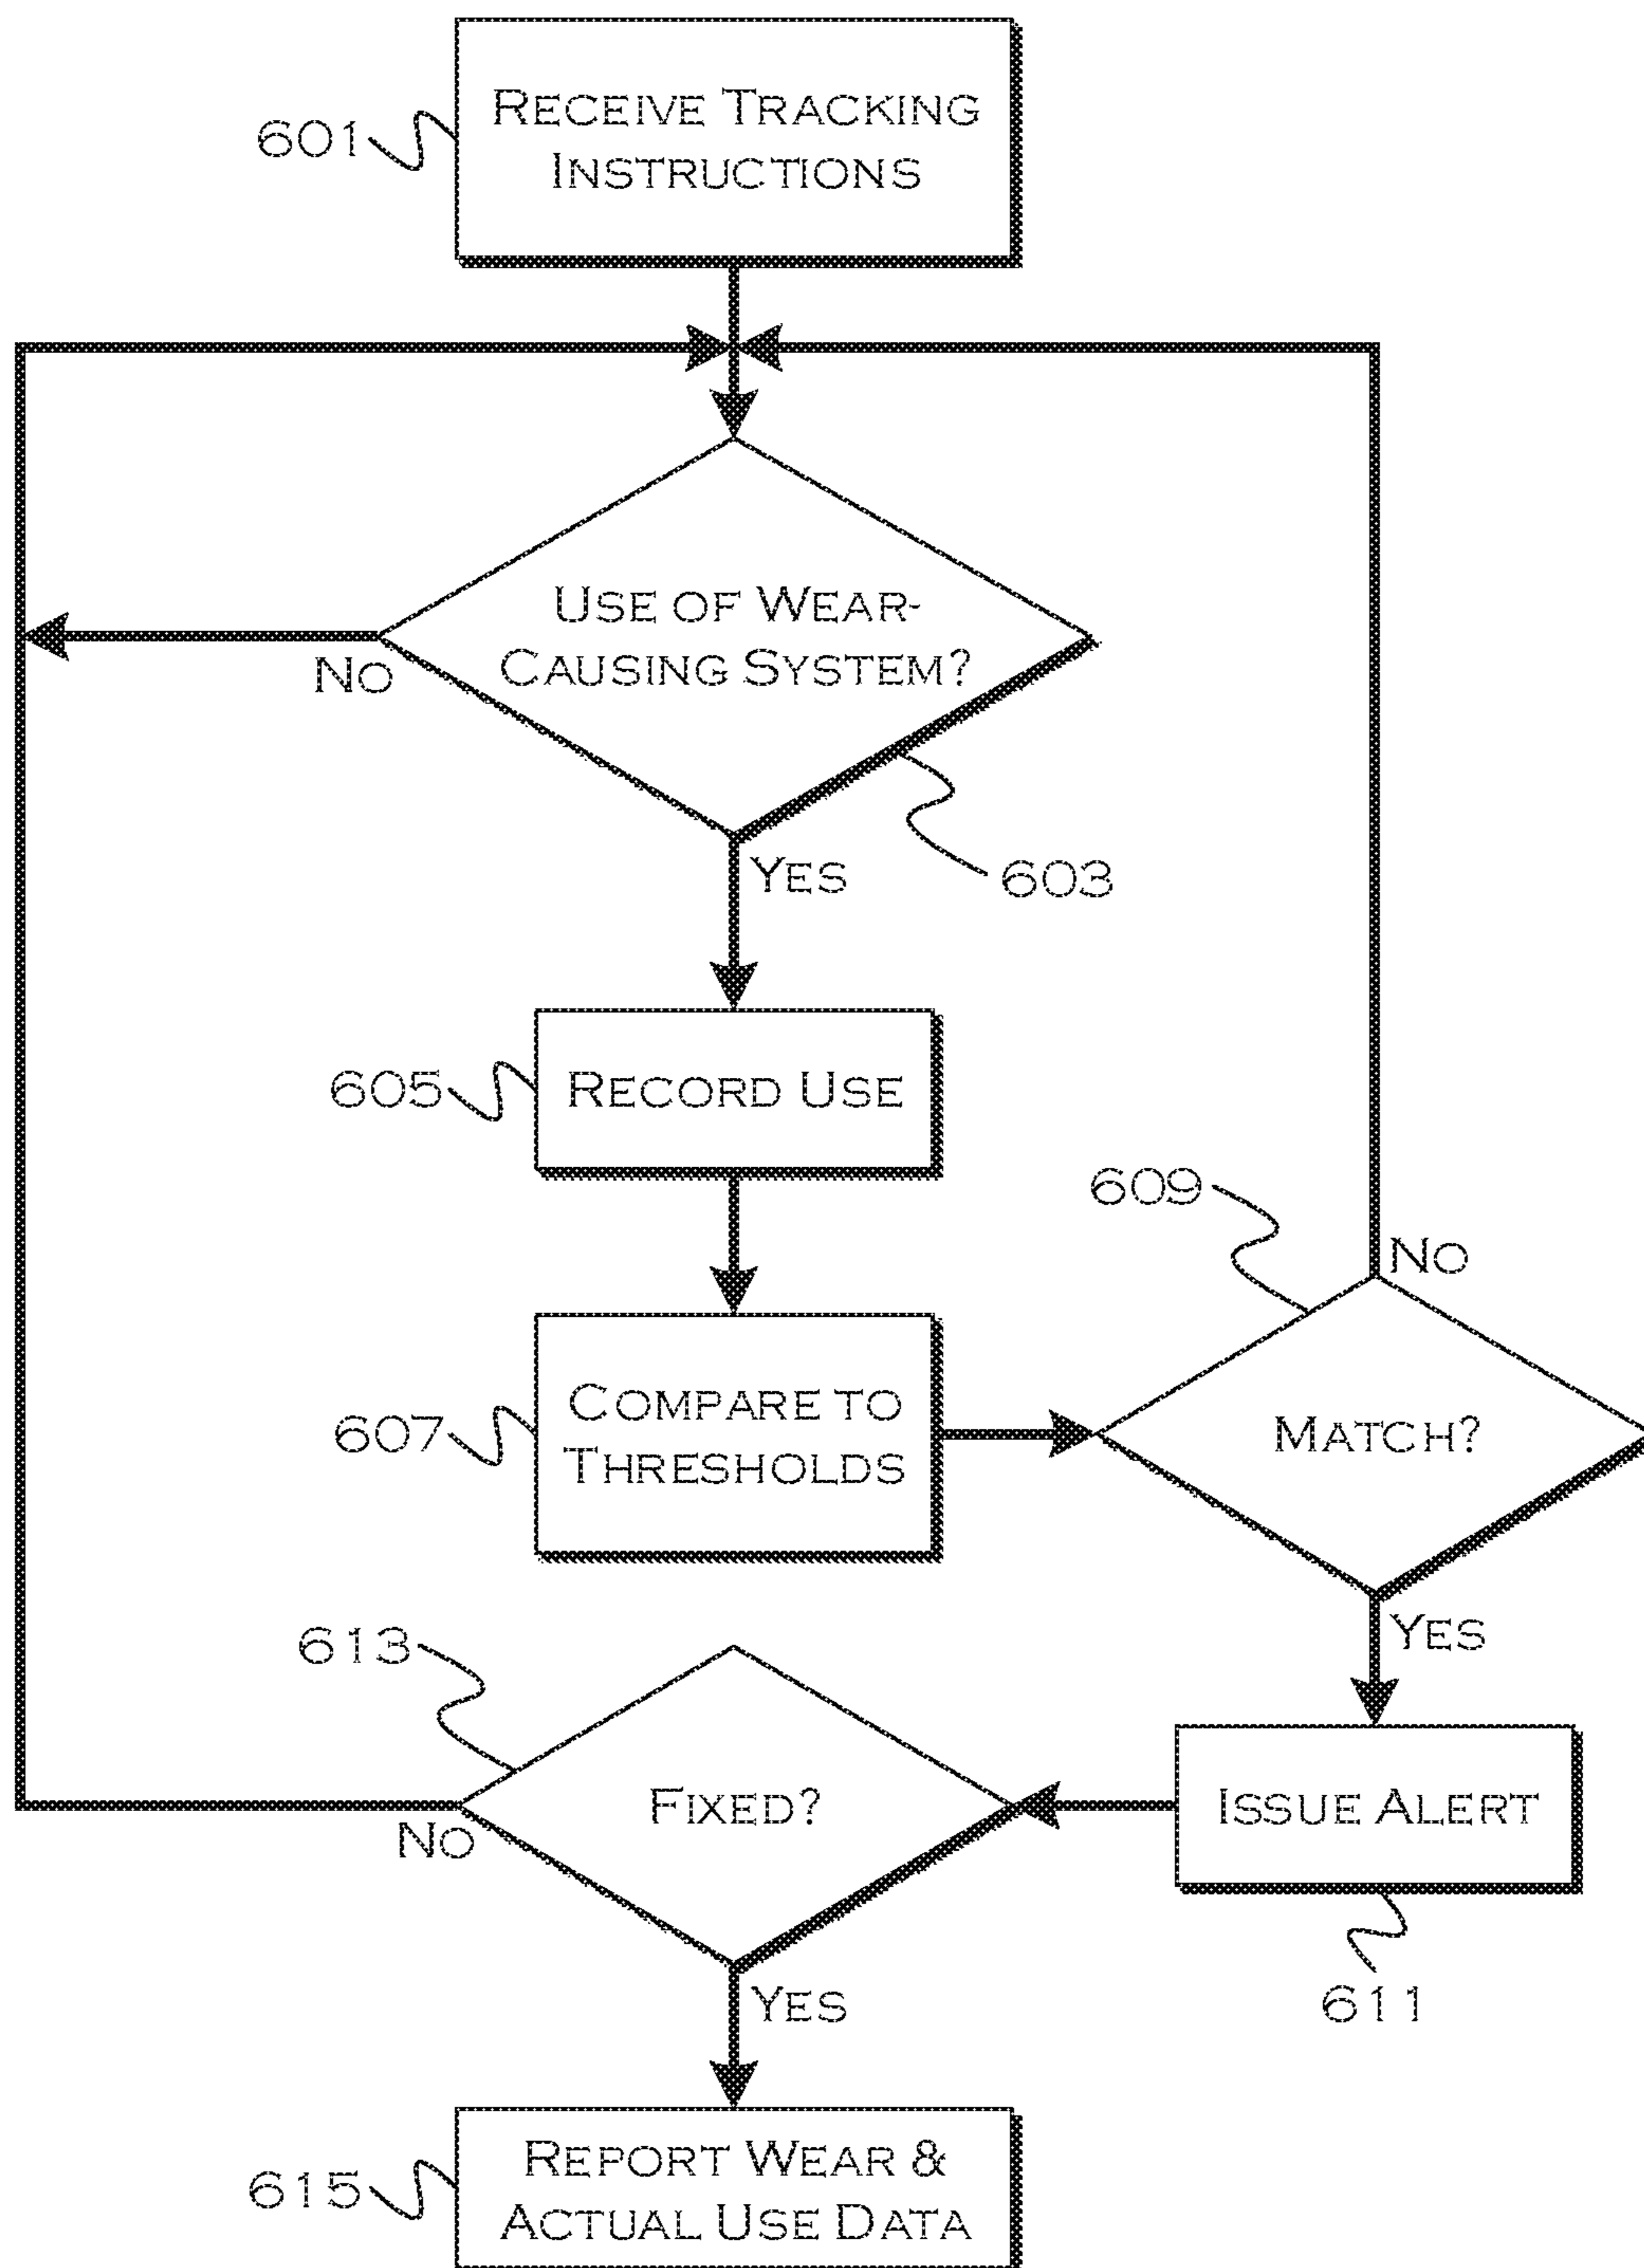 RECEIVE TRACKING
INSTRUCTIONS
601
USE OF WEAR-
CAUSING SYSTEM?
NO
YES
603
605
RECORD USE
609
NO
607
COMPARE TO
THRESHOLDS
MATCH?
YES
613
FIXED?
NO
ISSUE ALERT
YES
611
615
REPORT WEAR &
ACTUAL USE DATA